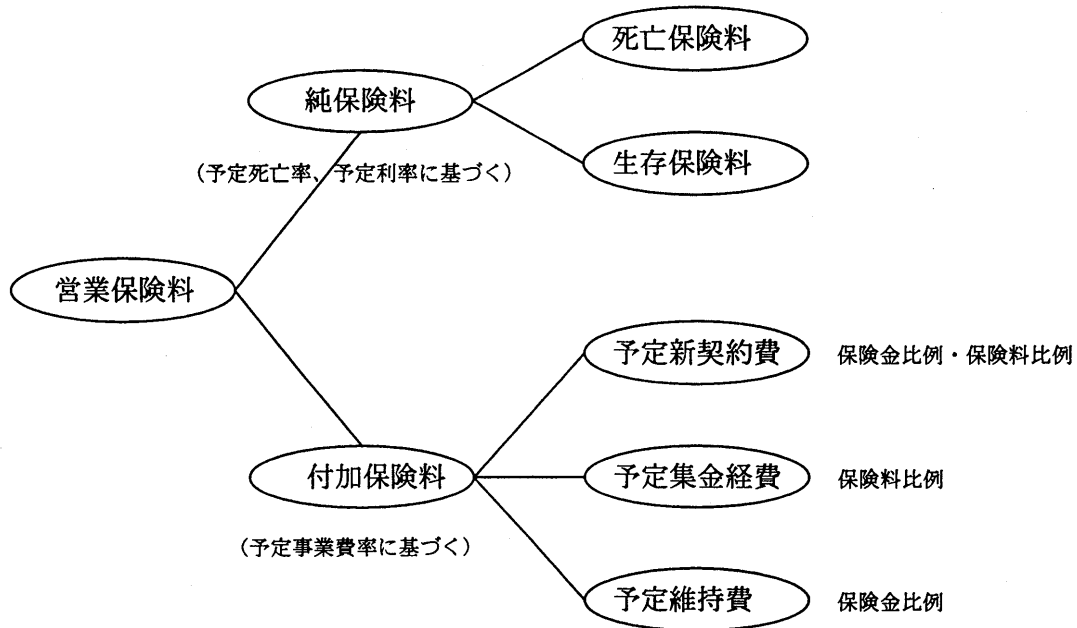 死亡保険料
純保険料
生存保険料
(予定死亡率、予定利率に基づく)
営業保険料
予定新契約費 保険金比例・保険料比例
付加保険料
予定集金経費 保険料比例
(予定事業費率に基づく)
予定維持費 保険金比例